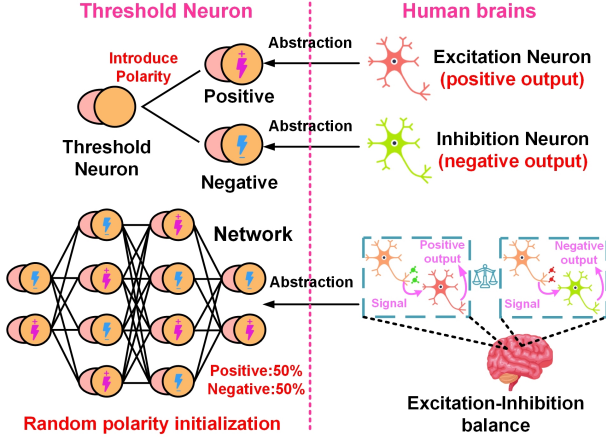 Threshold Neuron
Human brains
Introduce
Polarity
Abstraction
Positive
Excitation Neuron
(positive output)
Threshold
Neuron
Abstraction
Negative
Inhibition Neuron
(negative output)
Network
Abstraction
Positive
output
Signal
Negative
output
Signal
Positive:50%
Negative:50%
Random polarity initialization
Excitation-Inhibition
balance